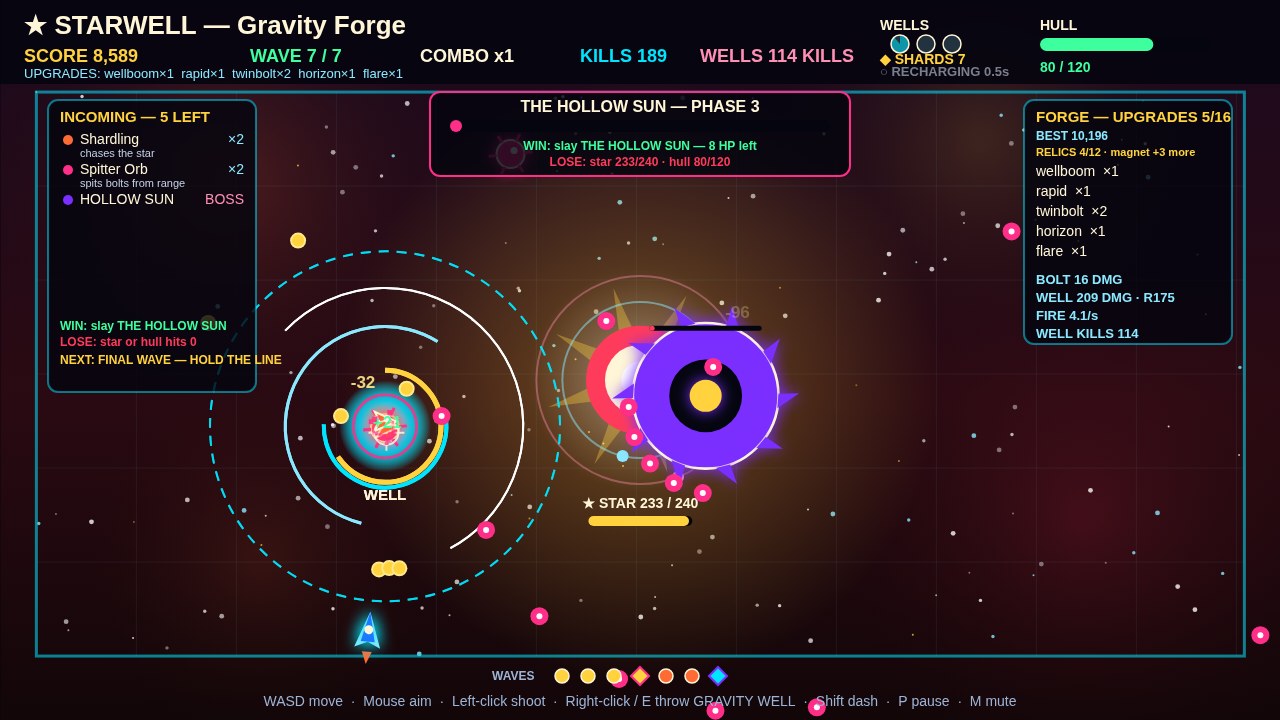 ★ STARWELL — Gravity Forge
SCORE 8,589
WAVE 7 / 7
COMBO x1
KILLS 189
WELLS 114 KILLS
UPGRADES: wellboom×1 rapid×1 twinbolt×2 horizon×1 flare×1
WELLS
◆ SHARDS 7
○ RECHARGING 0.5s
HULL
80 / 120
INCOMING — 5 LEFT
Shardling ×2
chases the star
Spitter Orb ×2
spits bolts from range
HOLLOW SUN BOSS
WIN: slay THE HOLLOW SUN
LOSE: star or hull hits 0
NEXT: FINAL WAVE — HOLD THE LINE
THE HOLLOW SUN — PHASE 3
WIN: slay THE HOLLOW SUN — 8 HP left
LOSE: star 233/240 · hull 80/120
FORGE — UPGRADES 5/16
BEST 10,196
RELICS 4/12 · magnet +3 more
wellboom ×1
rapid ×1
twinbolt ×2
horizon ×1
flare ×1
BOLT 16 DMG
WELL 209 DMG · R175
FIRE 4.1/s
WELL KILLS 114
-96
-32
WELL
★ STAR 233 / 240
WAVES
WASD move · Mouse aim · Left-click shoot · Right-click / E throw GRAVITY WELL · Shift dash · P pause · M mute